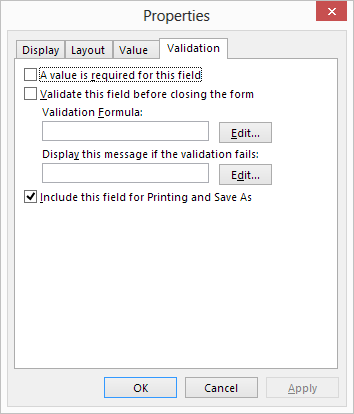 Properties
Display Layout Value Validation
A value is required for this field
Validate this field before closing the form
Validation Formula:
Edit...
Display this message if the validation fails:
Edit...
Include this field for Printing and Save As
OK Cancel Apply